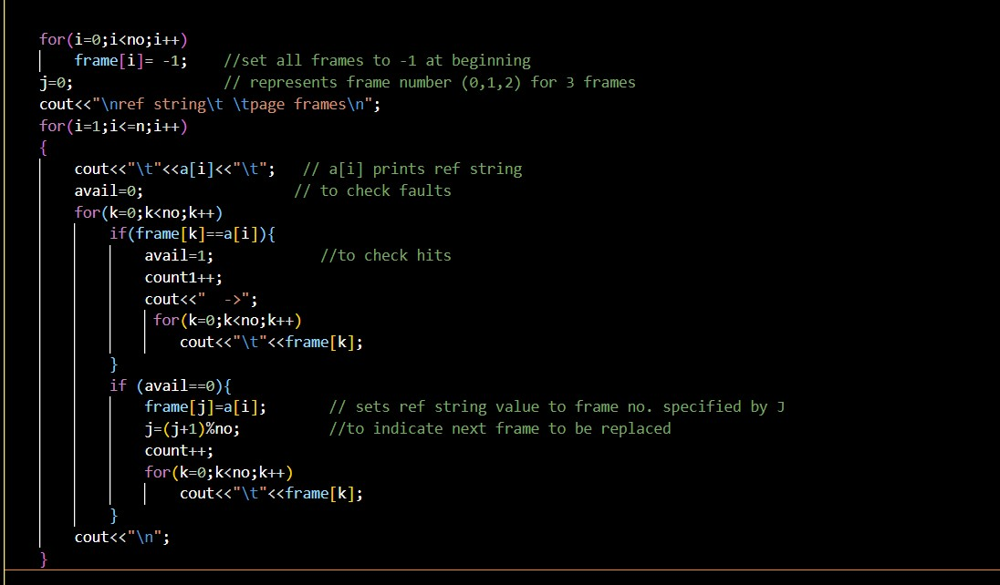 for(i=0;i<no;i++)
    frame[i]= -1;    //set all frames to -1 at beginning
j=0;                 // represents frame number (0,1,2) for 3 frames
cout<<"\nref string\t \tpage frames\n";
for(i=1;i<=n;i++)
{
    cout<<"\t"<<a[i]<<"\t";   // a[i] prints ref string
    avail=0;                 // to check faults
    for(k=0;k<no;k++)
        if(frame[k]==a[i]){
            avail=1;            //to check hits
            count1++;
            cout<<"  ->";
             for(k=0;k<no;k++)
                cout<<"\t"<<frame[k];
        }
        if (avail==0){
            frame[j]=a[i];       // sets ref string value to frame no. specified by J
            j=(j+1)%no;          //to indicate next frame to be replaced
            count++;
            for(k=0;k<no;k++)
                cout<<"\t"<<frame[k];
        }
    cout<<"\n";
}